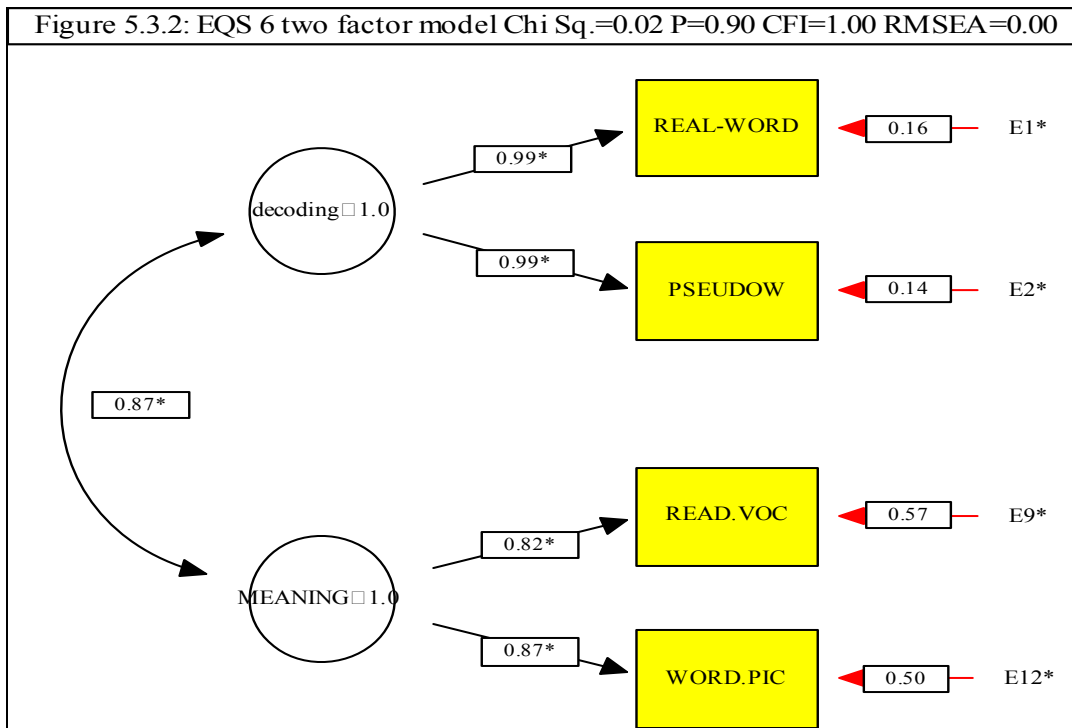 Figure 5.3.2: EQS 6 two factor model Chi Sq.=0.02 P=0.90 CFI=1.00 RMSEA=0.00
REAL-WORD
0.16
E1*
0.99*
decoding□1.0
0.99*
PSEUDOW
0.14
E2*
0.87*
READ.VOC
0.57
E9*
0.82*
MEANING□1.0
0.87*
WORD.PIC
0.50
E12*